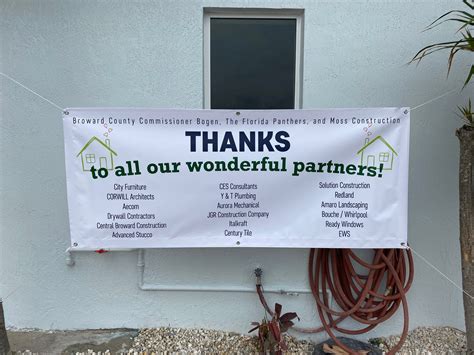 Broward County Commissioner Bogen, The Florida Panthers, and Moss Construction
THANKS
to all our wonderful partners!
City Furniture
CORWILL Architects
Aecom
Drywall Contractors
Central Broward Construction
Advanced Stucco
CES Consultants
Y & T Plumbing
Aurora Mechanical
JGR Construction Company
Italkraft
Century Tile
Solution Construction
Redland
Amaro Landscaping
Bouche / Whirlpool
Ready Windows
EWS